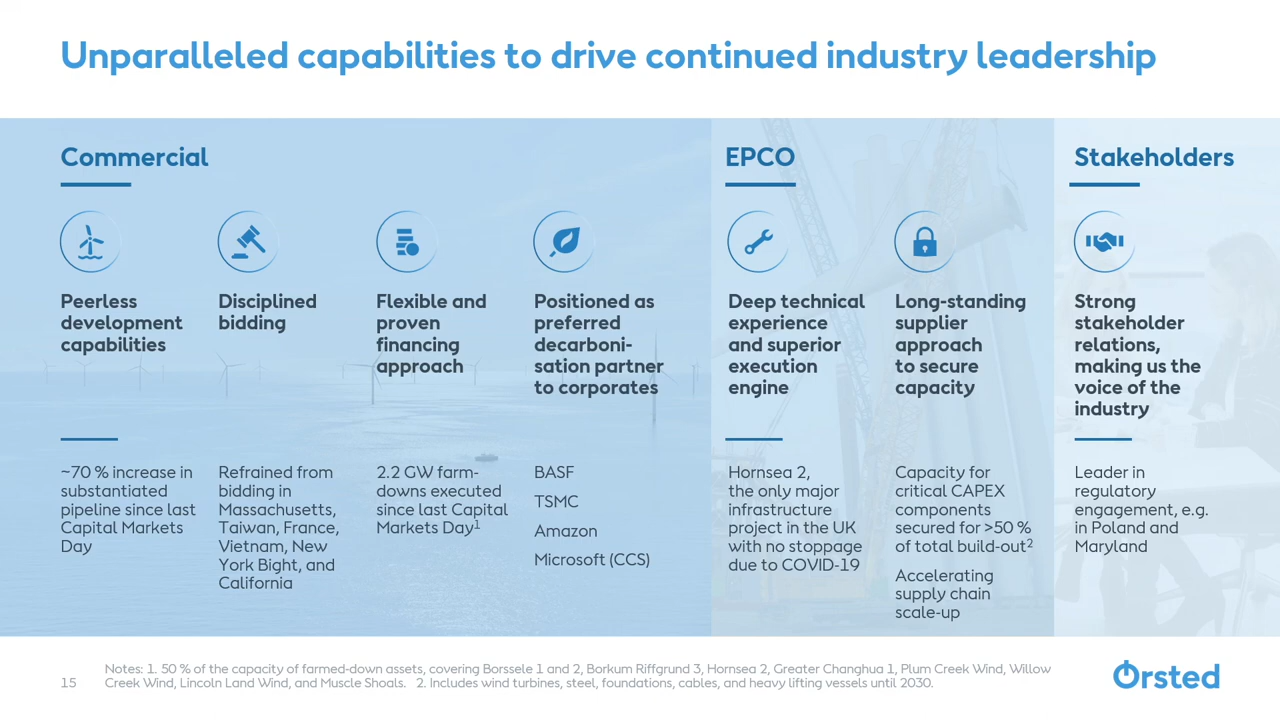 Unparalleled capabilities to drive continued industry leadership
Commercial
Peerless
development
capabilities
~70 % increase in
substantiated
pipeline since last
Capital Markets
Day
Disciplined
bidding
Refrained from
bidding in
Massachusetts,
Taiwan, France,
Vietnam, New
York Bight, and
California
Flexible and
proven
financing
approach
2.2 GW farm-
downs executed
since last Capital
Markets Day1
Positioned as
preferred
decarboni-
sation partner
to corporates
BASF
TSMC
Amazon
Microsoft (CCS)
EPCO
Deep technical
experience
and superior
execution
engine
Hornsea 2,
the only major
infrastructure
project in the UK
with no stoppage
due to COVID-19
Long-standing
supplier
approach
to secure
capacity
Capacity for
critical CAPEX
components
secured for >50 %
of total build-out2
Accelerating
supply chain
scale-up
Stakeholders
Strong
stakeholder
relations,
making us the
voice of the
industry
Leader in
regulatory
engagement, e.g.
in Poland and
Maryland
15
Notes: 1. 50 % of the capacity of farmed-down assets, covering Borssele 1 and 2, Borkum Riffgrund 3, Hornsea 2, Greater Changhua 1, Plum Creek Wind, Willow
Creek Wind, Lincoln Land Wind, and Muscle Shoals. 2. Includes wind turbines, steel, foundations, cables, and heavy lifting vessels until 2030.
Ørsted